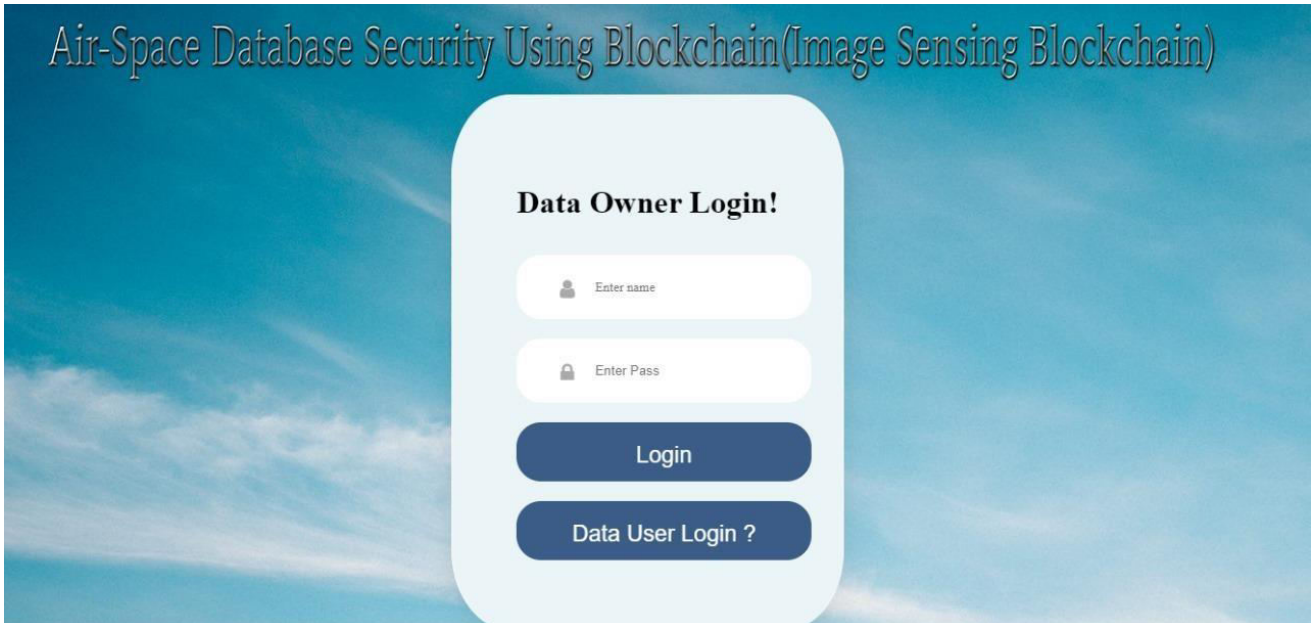 Air-Space Database Security Using Blockchain(Image Sensing Blockchain)
Data Owner Login!
Enter name
Enter Pass
Login
Data User Login ?